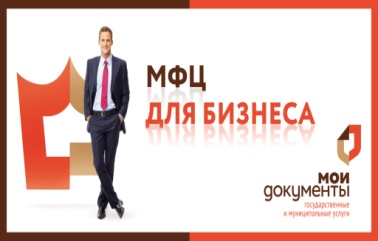 МФЦ
ДЛЯ БИЗНЕСА
МОИ
ДОКУМЕНТЫ
государственные
и муниципальные услуги